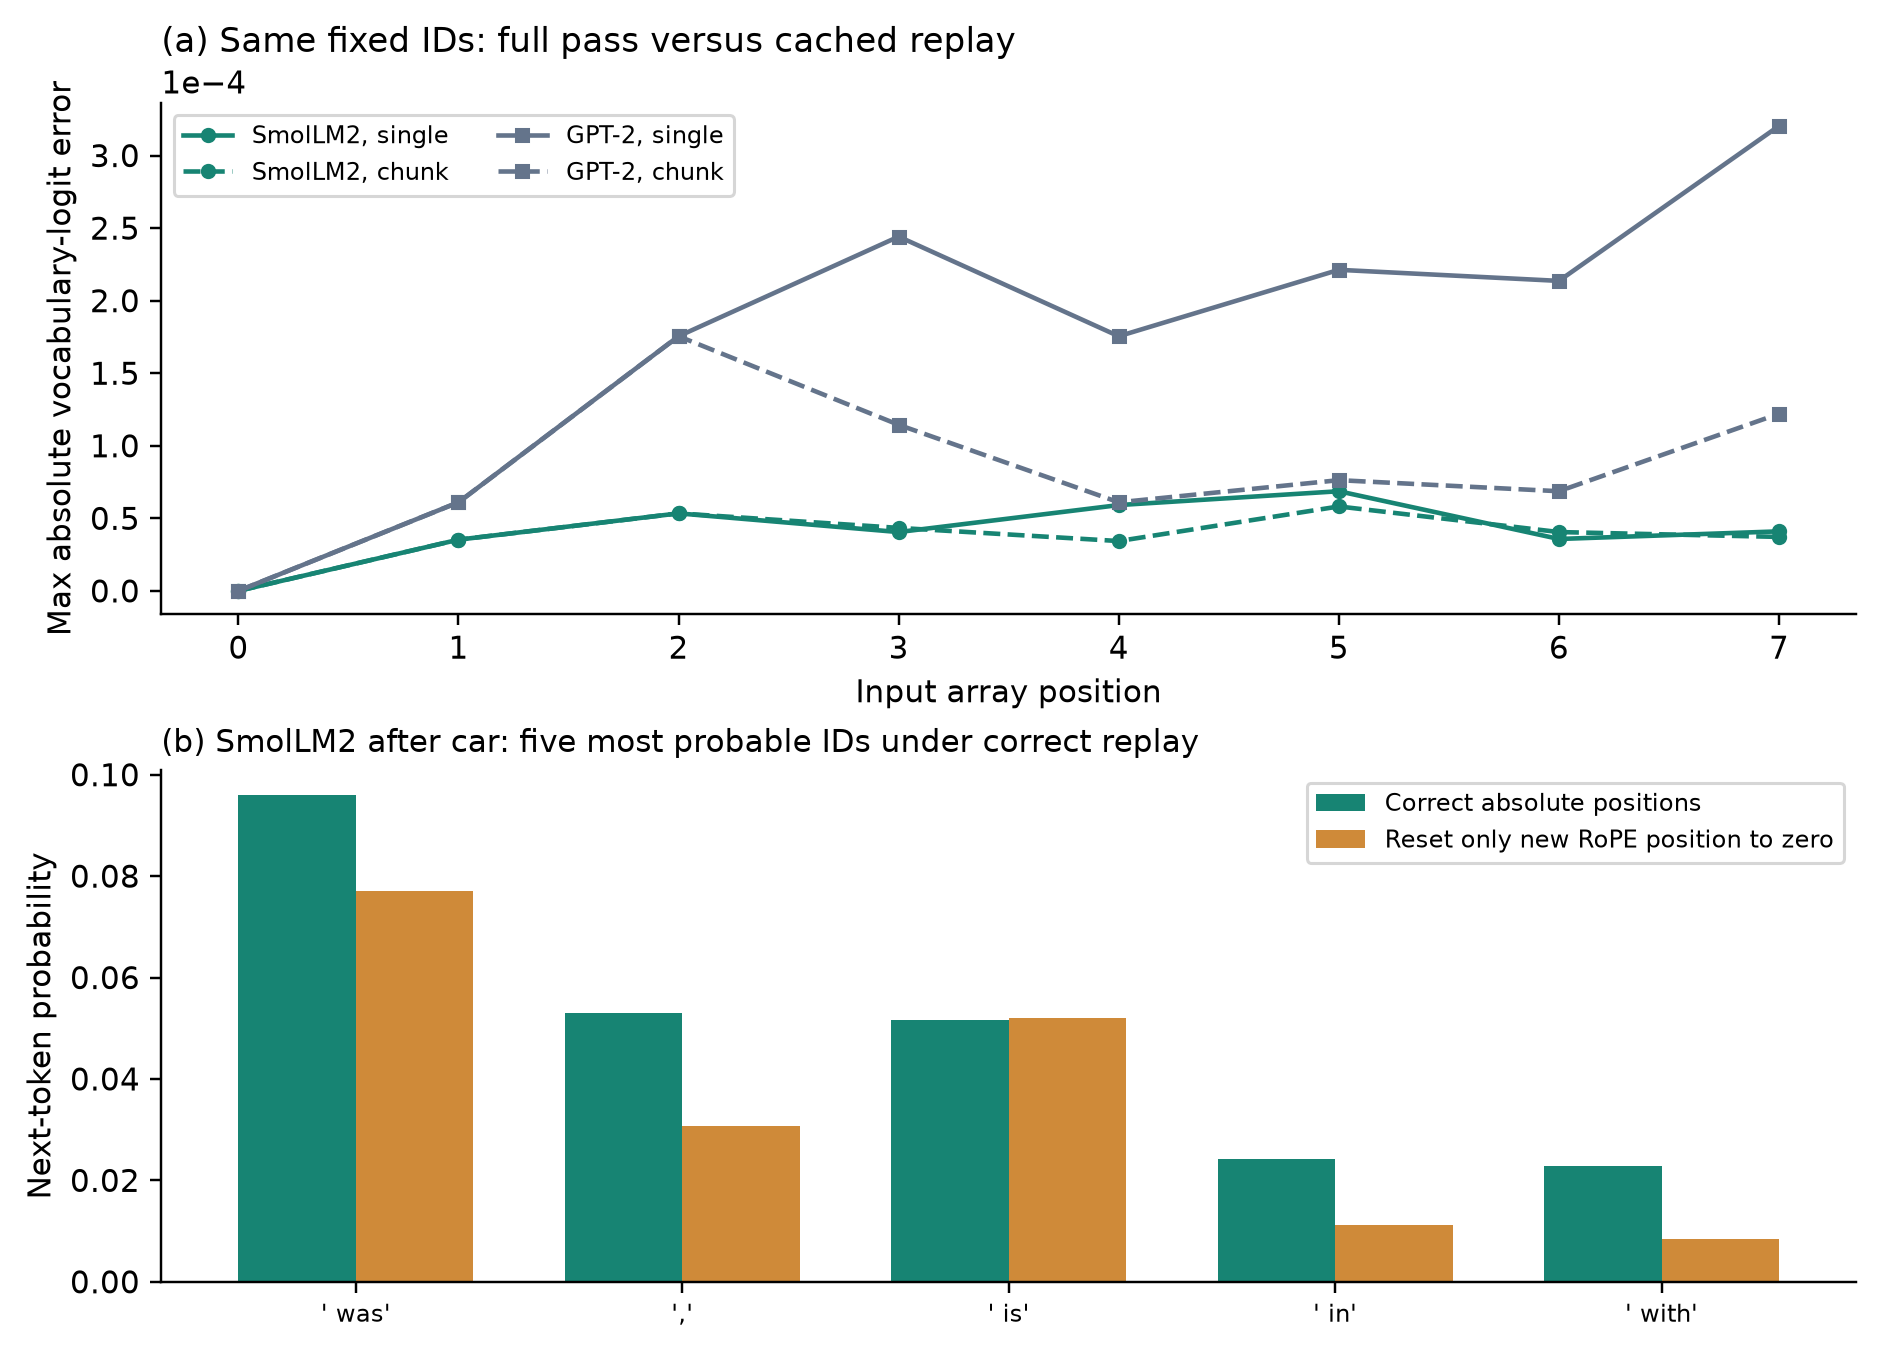 (a) Same fixed IDs: full pass versus cached replay
1e−4
Max absolute vocabulary-logit error
SmolLM2, single
GPT-2, single
SmolLM2, chunk
GPT-2, chunk
3.0
2.5
2.0
1.5
1.0
0.5
0.0
0 1 2 3 4 5 6 7
Input array position
(b) SmolLM2 after car: five most probable IDs under correct replay
Next-token probability
Correct absolute positions
Reset only new RoPE position to zero
0.10
0.08
0.06
0.04
0.02
0.00
' was' ',' ' is' ' in' ' with'